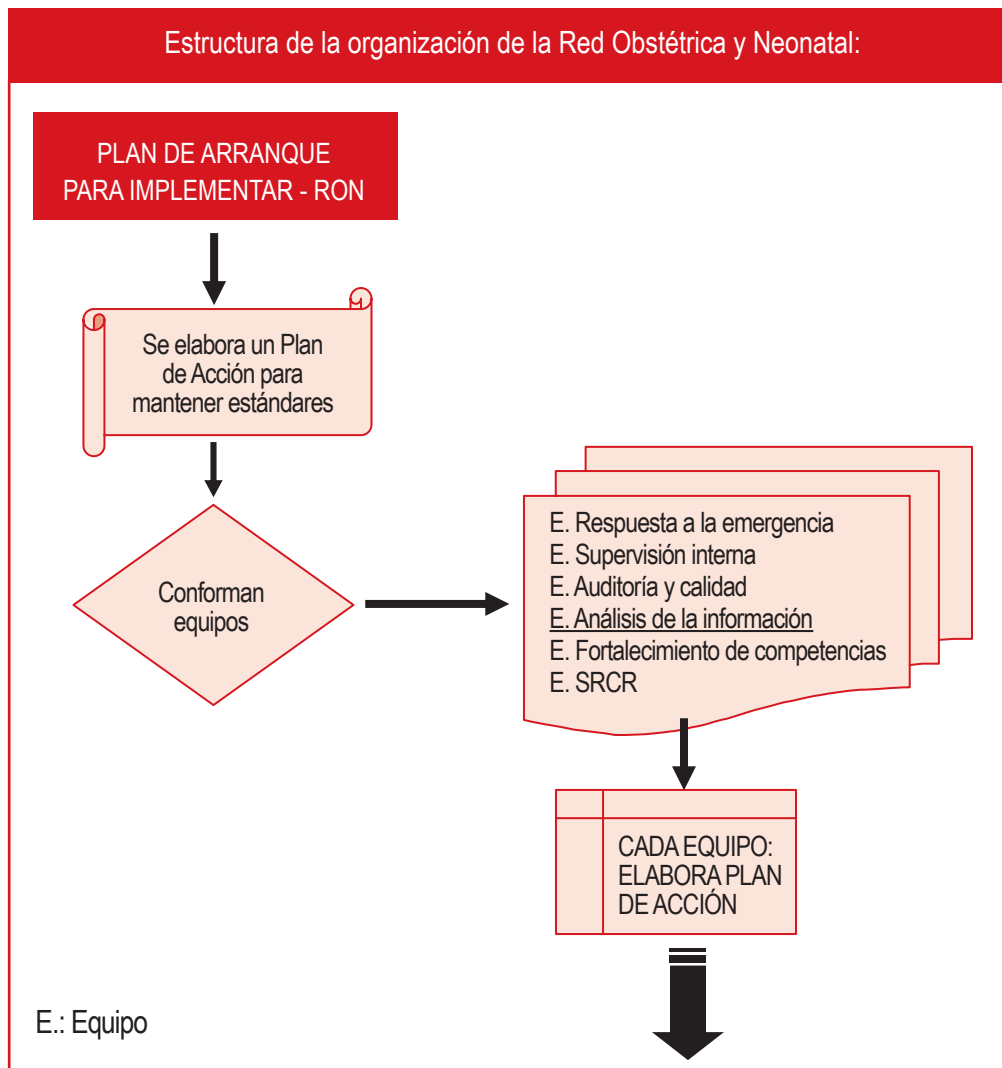 Estructura de la organización de la Red Obstétrica y Neonatal:
PLAN DE ARRANQUE
PARA IMPLEMENTAR - RON
Se elabora un Plan
de Acción para
mantener estándares
Conforman
equipos
E. Respuesta a la emergencia
E. Supervisión interna
E. Auditoría y calidad
E. Análisis de la información
E. Fortalecimiento de competencias
E. SRCR
CADA EQUIPO:
ELABORA PLAN
DE ACCIÓN
E.: Equipo